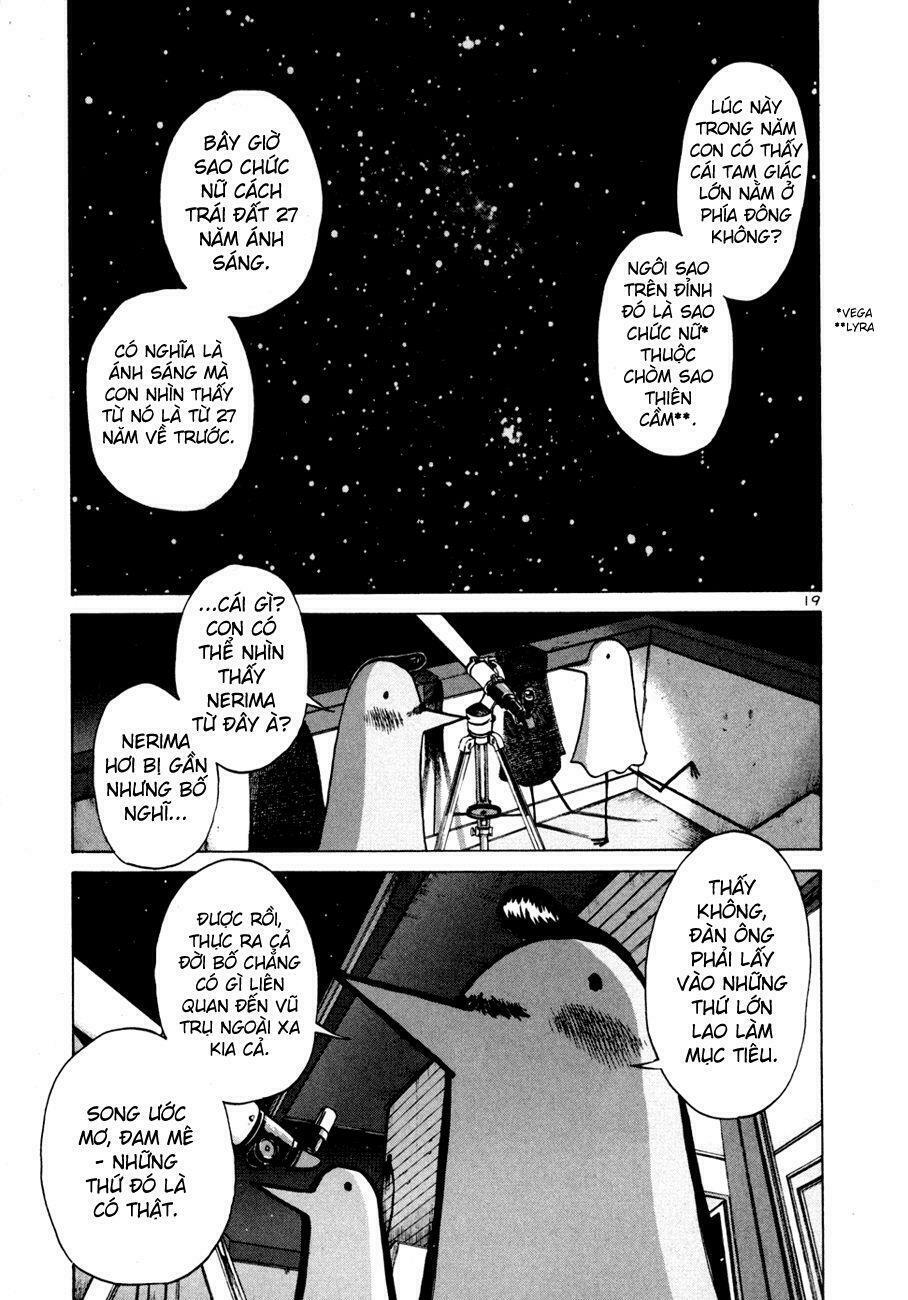 LÚC NÀY
TRONG NĂM
CON CÓ THẤY
CÁI TAM GIÁC
LỚN NẰM Ở
PHÍA ĐÔNG
KHÔNG?
NGÔI SAO
TRÊN ĐỈNH
ĐÓ LÀ SAO
CHỨC NỮ*
THUỘC
CHÒM SAO
THIÊN
CẦM**.
*VEGA
**LYRA
BÂY GIỜ
SAO CHỨC
NỮ CÁCH
TRÁI ĐẤT 27
NĂM ÁNH
SÁNG.
CÓ NGHĨA LÀ
ÁNH SÁNG MÀ
CON NHÌN THẤY
TỪ NÓ LÀ TỪ 27
NĂM VỀ TRƯỚC.
19
...CÁI GÌ?
CON CÓ
THỂ NHÌN
THẤY
NERIMA
TỪ ĐÂY À?
NERIMA
HƠI BỊ GẦN
NHƯNG BỐ
NGHĨ...
THẤY
KHÔNG,
ĐÀN ÔNG
PHẢI LẤY
VÀO NHỮNG
THỨ LỚN
LAO LÀM
MỤC TIÊU.
ĐƯỢC RỒI,
THỰC RA CẢ
ĐỜI BỐ CHẲNG
CÓ GÌ LIÊN
QUAN ĐẾN VŨ
TRỤ NGOÀI XA
KIA CẢ.
SONG ƯỚC
MƠ, ĐAM MÊ
- NHỮNG
THỨ ĐÓ LÀ
CÓ THẬT.